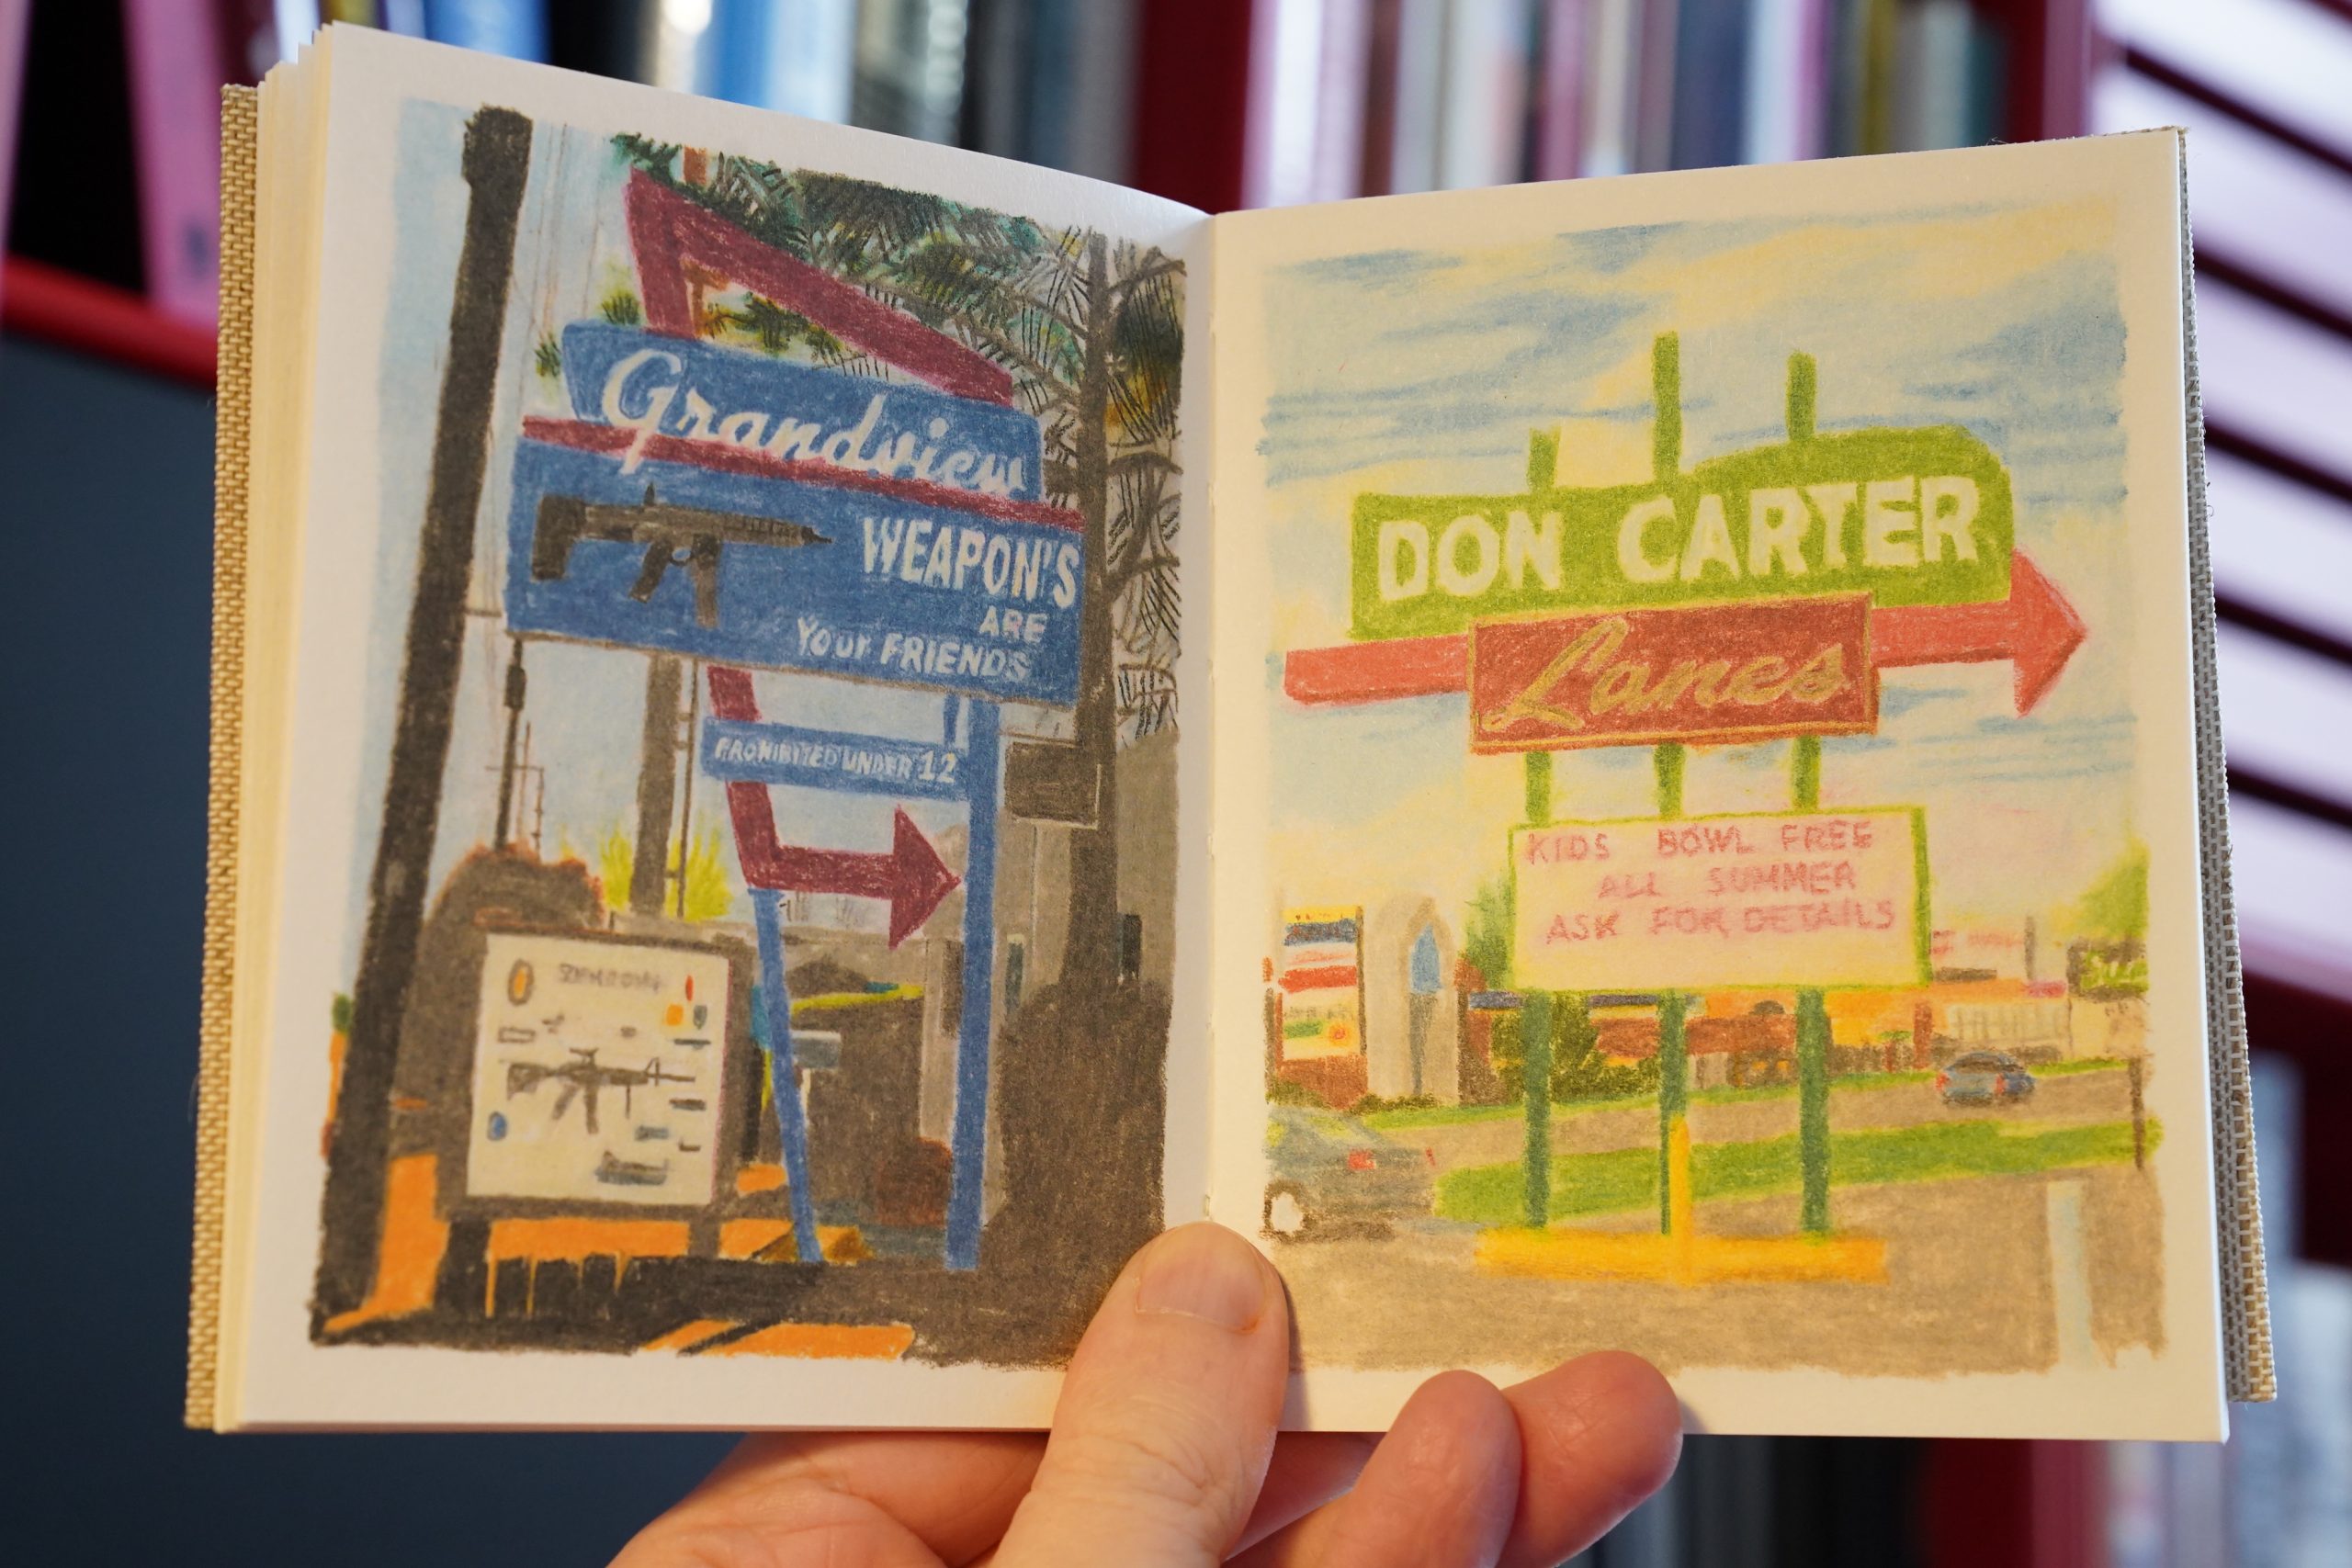 Grandview
WEAPON'S
ARE
YOUr FRIENDS
PROHIBITED UNDER 12
DON CARTER
Lanes
KIDS BOWL FREE
ALL SUMMER
ASK FOR DETAILS